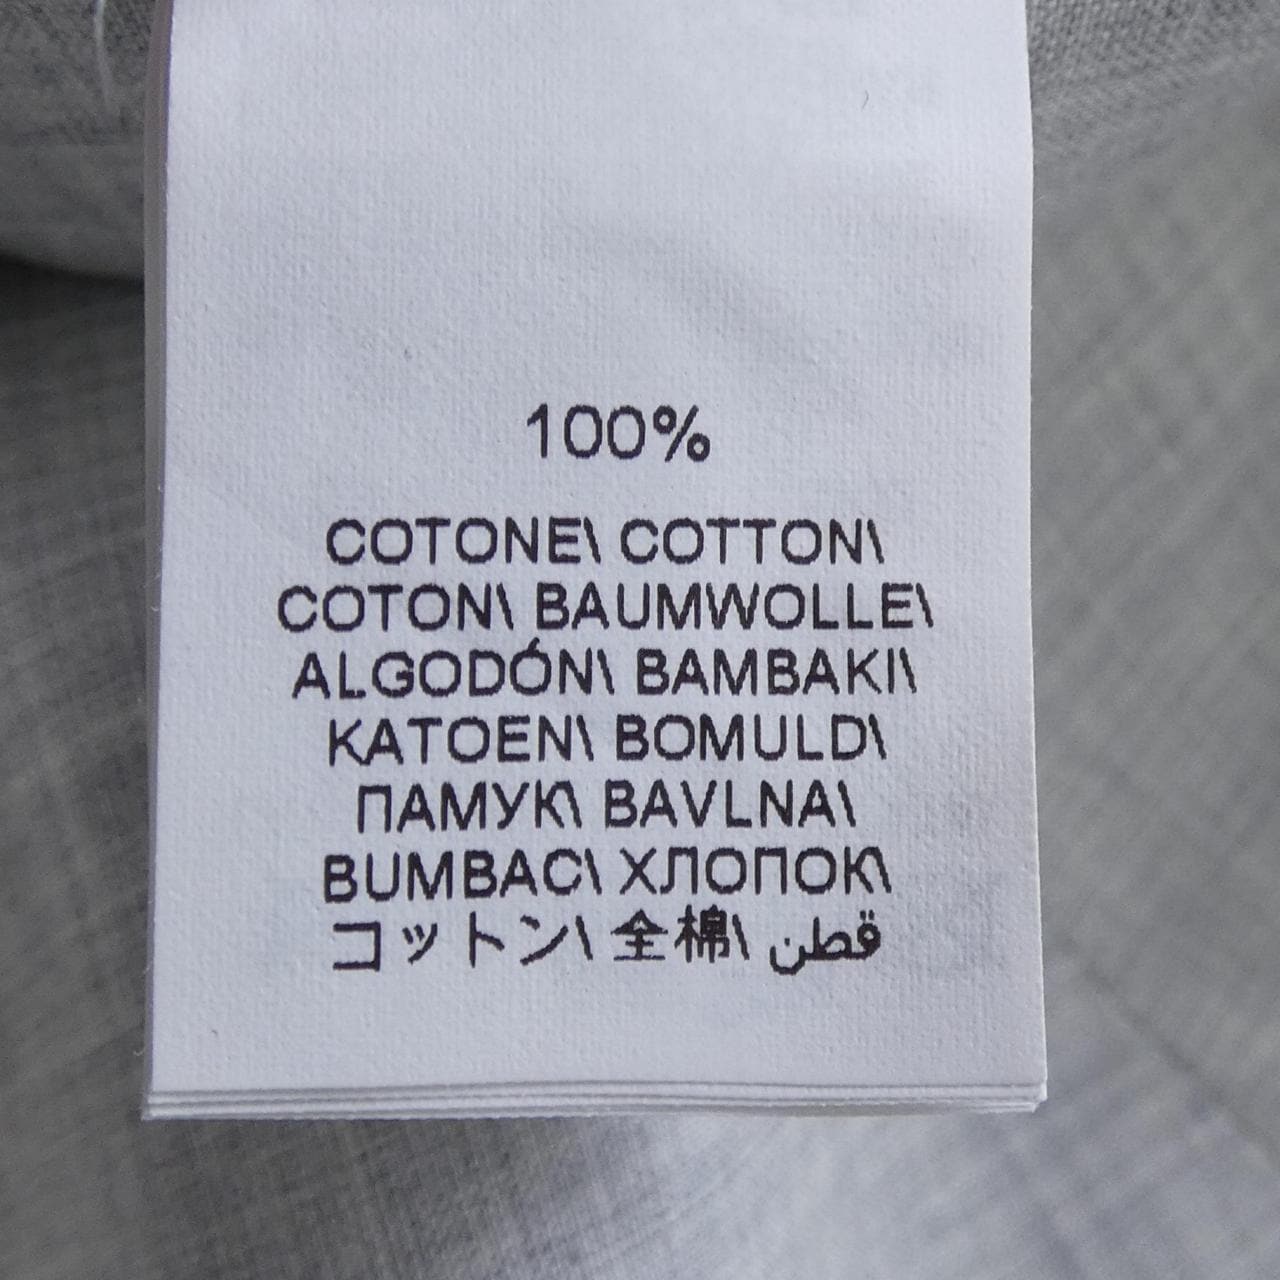 100%
COTONE\ COTTON\
COTON\ BAUMWOLLE\
ALGODÓN\ BAMBAKI\
KATOEN\ BOMULD\
ПАМУК\ BAVLNA\
BUMBAC\ ХЛОПОК\
コットン\ 全棉\ قطن